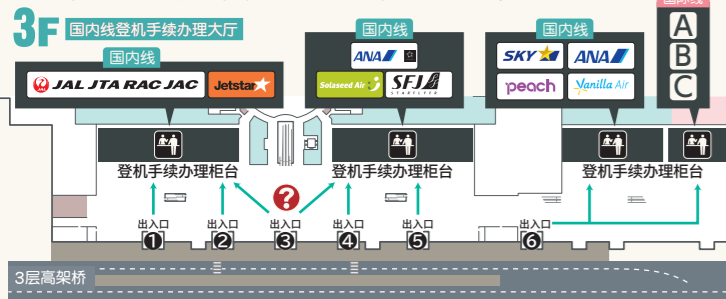 3F 国内线登机手续办理大厅
国际线
国内线
国内线
国内线
A
B
C
JAL JTA RAC JAC
Jetstar
ANA
Solaseed Air
SFJ
STARFLYER
SKY
ANA
peach
Vanilla Air
登机手续办理柜台
登机手续办理柜台
登机手续办理柜台
?
出入口
出入口
出入口
出入口
出入口
出入口
1
2
3
4
5
6
3层高架桥